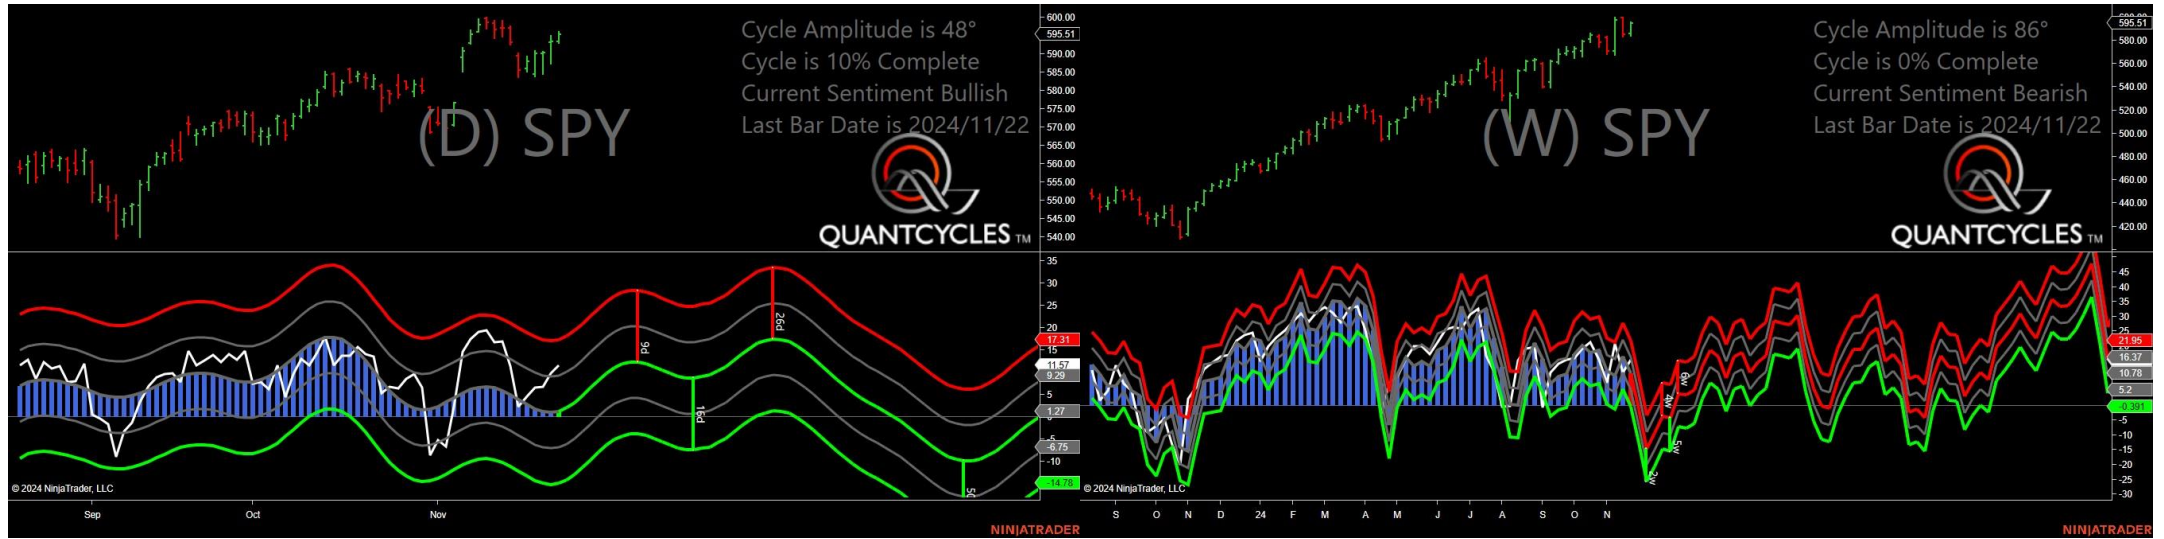 Cycle Amplitude is 48°
Cycle is 10% Complete
Current Sentiment Bullish
Last Bar Date is 2024/11/22
(D) SPY
QUANTCYCLES TM
600.00
595.51
590.00
585.00
580.00
575.00
570.00
565.00
560.00
555.00
550.00
545.00
540.00
35
30
25
20
17.31
15
11.57
9.29
5
1.27
-5
-6.75
-10
-14.78
9d
16d
26d
© 2024 NinjaTrader, LLC
Sep Oct Nov
NINJATRADER
Cycle Amplitude is 86°
Cycle is 0% Complete
Current Sentiment Bearish
Last Bar Date is 2024/11/22
(W) SPY
QUANTCYCLES TM
595.51
580.00
560.00
540.00
520.00
500.00
480.00
460.00
440.00
420.00
45
40
35
30
25
21.95
16.37
10.78
5.2
-0.391
-5
-10
-15
-20
-25
-30
2w
4w
5w
6w
© 2024 NinjaTrader, LLC
S O N D 24 F M A M J J A S O N
NINJATRADER